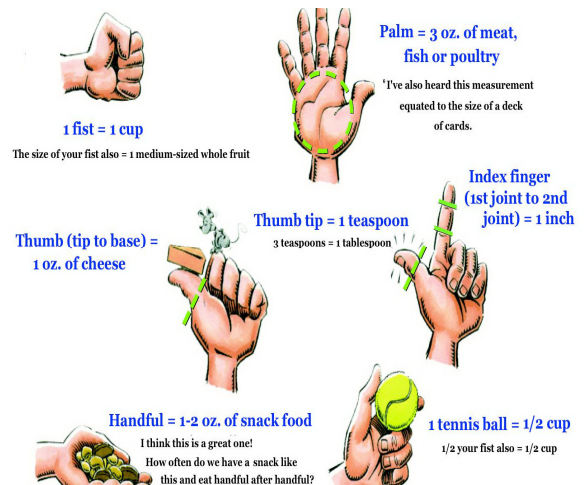 Palm = 3 oz. of meat,
fish or poultry
*I've also heard this measurement
equated to the size of a deck
of cards.
1 fist = 1 cup
The size of your fist also = 1 medium-sized whole fruit
Index finger
(1st joint to 2nd
joint) = 1 inch
Thumb tip = 1 teaspoon
3 teaspoons = 1 tablespoon
Thumb (tip to base) =
1 oz. of cheese
Handful = 1-2 oz. of snack food
I think this is a great one!
How often do we have a snack like
this and eat handful after handful?
1 tennis ball = 1/2 cup
1/2 your fist also = 1/2 cup